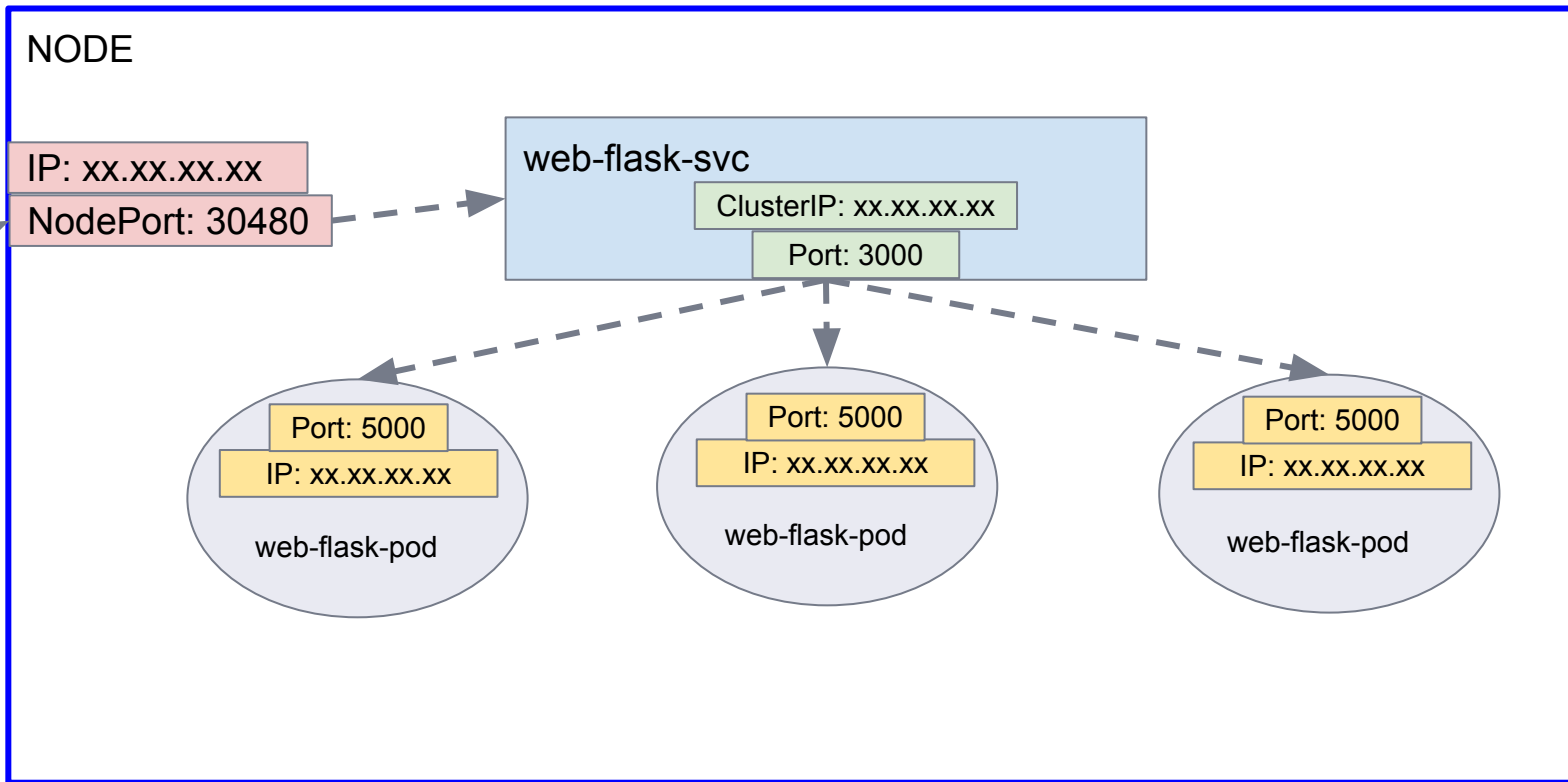 NODE
IP: xx.xx.xx.xx
NodePort: 30480
web-flask-svc
ClusterIP: xx.xx.xx.xx
Port: 3000
Port: 5000
IP: xx.xx.xx.xx
web-flask-pod
Port: 5000
IP: xx.xx.xx.xx
web-flask-pod
Port: 5000
IP: xx.xx.xx.xx
web-flask-pod